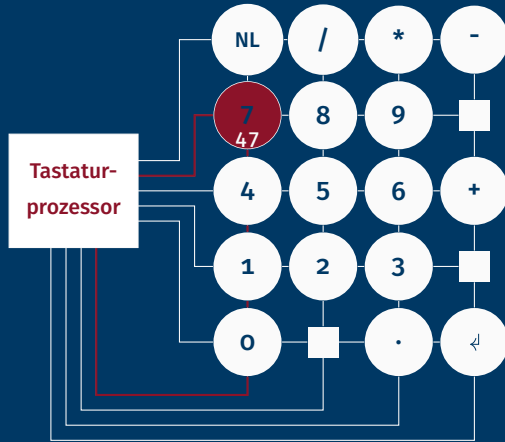 NL / * -
7 8 9
47
Tastatur-
prozessor
4 5 6 +
1 2 3
0 . ↲